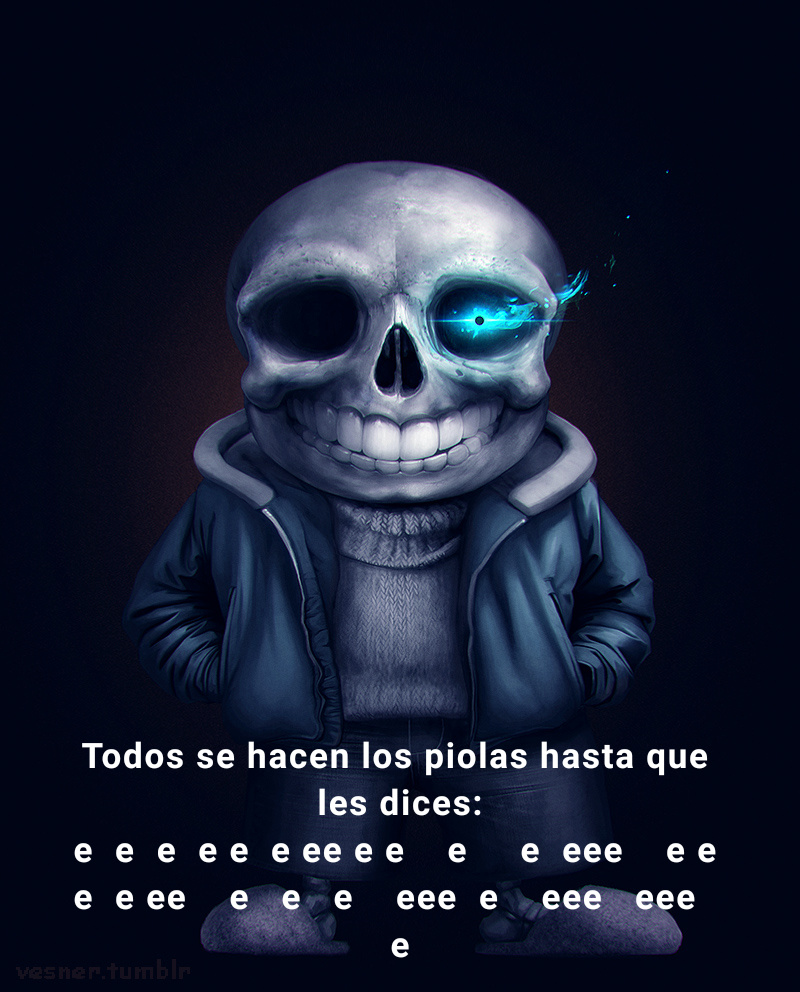 Todos se hacen los piolas hasta que
les dices:
e  e  e  e e  e ee e e    e     e  eee    e e
e  e ee    e   e   e    eee  e    eee   eee
e
vesner.tumblr